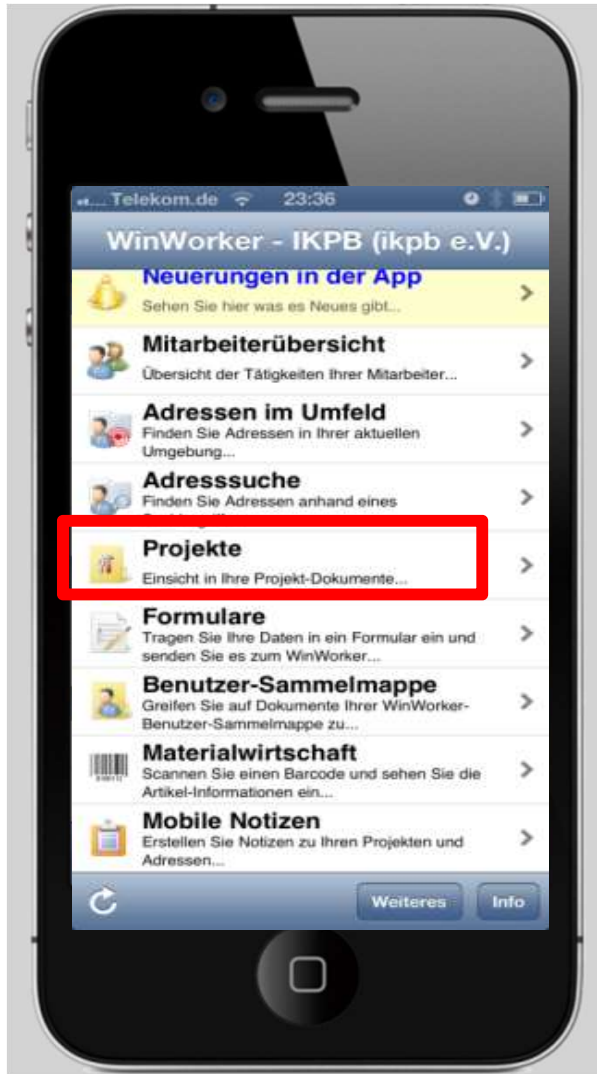 Telekom.de 23:36
WinWorker - IKPB (ikpb e.V.)
Neuerungen in der App
Sehen Sie hier was es Neues gibt...
Mitarbeiterübersicht
Übersicht der Tätigkeiten Ihrer Mitarbeiter...
Adressen im Umfeld
Finden Sie Adressen in Ihrer aktuellen
Umgebung...
Adresssuche
Finden Sie Adressen anhand eines
Projekte
Einsicht in Ihre Projekt-Dokumente...
Formulare
Tragen Sie Ihre Daten in ein Formular ein und
senden Sie es zum WinWorker...
Benutzer-Sammelmappe
Greifen Sie auf Dokumente Ihrer WinWorker-
Benutzer-Sammelmappe zu...
Materialwirtschaft
Scannen Sie einen Barcode und sehen Sie die
Artikel-Informationen ein...
Mobile Notizen
Erstellen Sie Notizen zu Ihren Projekten und
Adressen...
Weiteres Info